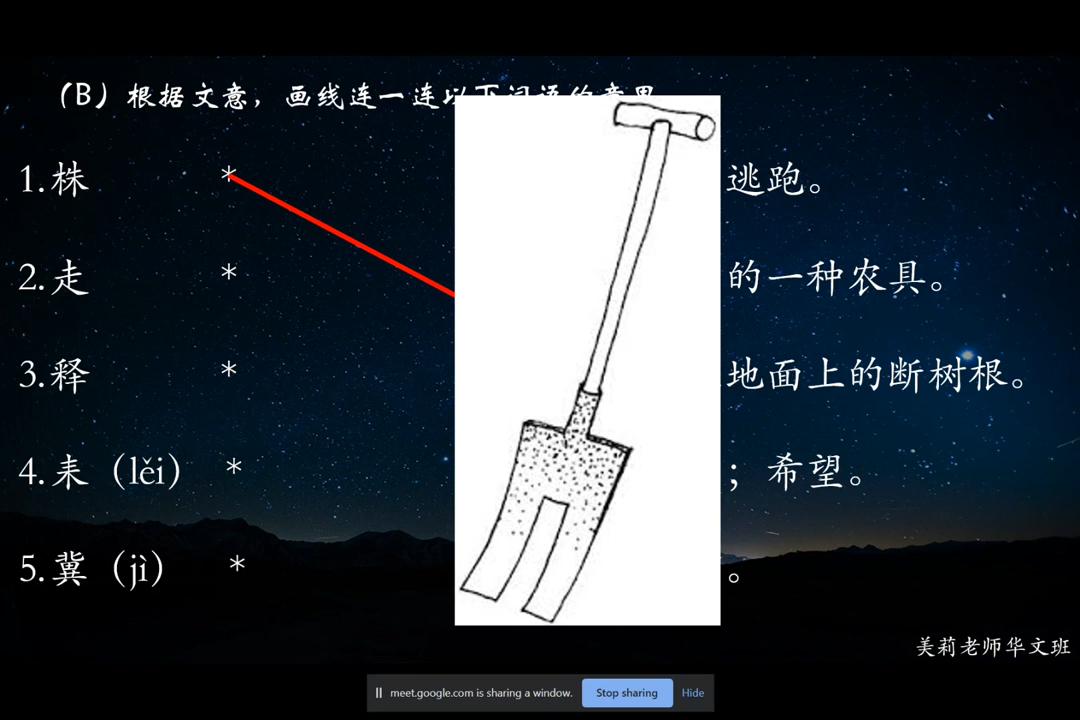 （B）根据文意，画线连一连以下词语的意思
1.株 * 逃跑。
2.走 * 的一种农具。
3.释 * 地面上的断树根。
4.耒（lěi） * ；希望。
5.冀（jì） * 。
美莉老师华文班
meet.google.com is sharing a window. Stop sharing Hide